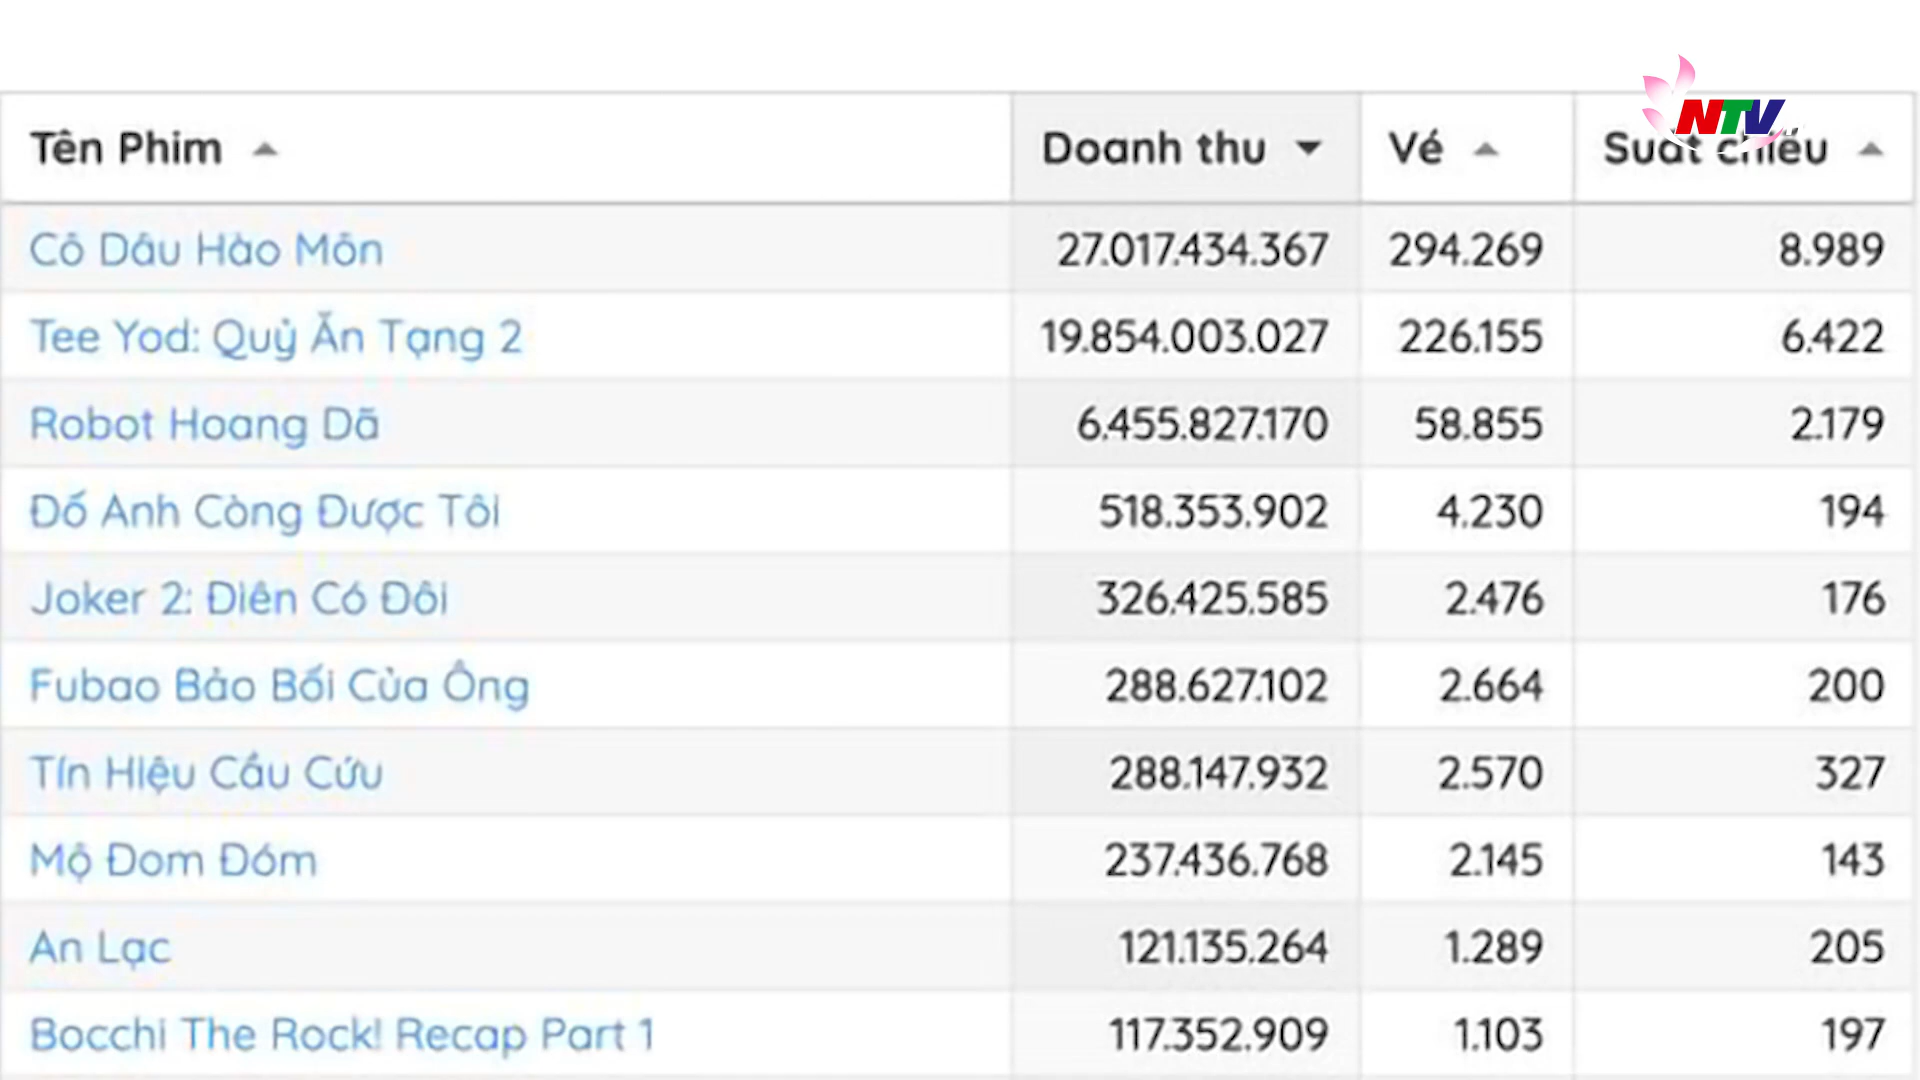 NTV
Tên Phim Doanh thu Vé Suất chiếu
Cô Dâu Hào Môn 27.017.434.367 294.269 8.989
Tee Yod: Quỷ Ăn Tạng 2 19.854.003.027 226.155 6.422
Robot Hoang Dã 6.455.827.170 58.855 2.179
Đố Anh Còng Được Tôi 518.353.902 4.230 194
Joker 2: Điên Có Đôi 326.425.585 2.476 176
Fubao Bảo Bối Của Ông 288.627.102 2.664 200
Tín Hiệu Cầu Cứu 288.147.932 2.570 327
Mộ Đom Đóm 237.436.768 2.145 143
An Lạc 121.135.264 1.289 205
Bocchi The Rock! Recap Part 1 117.352.909 1.103 197